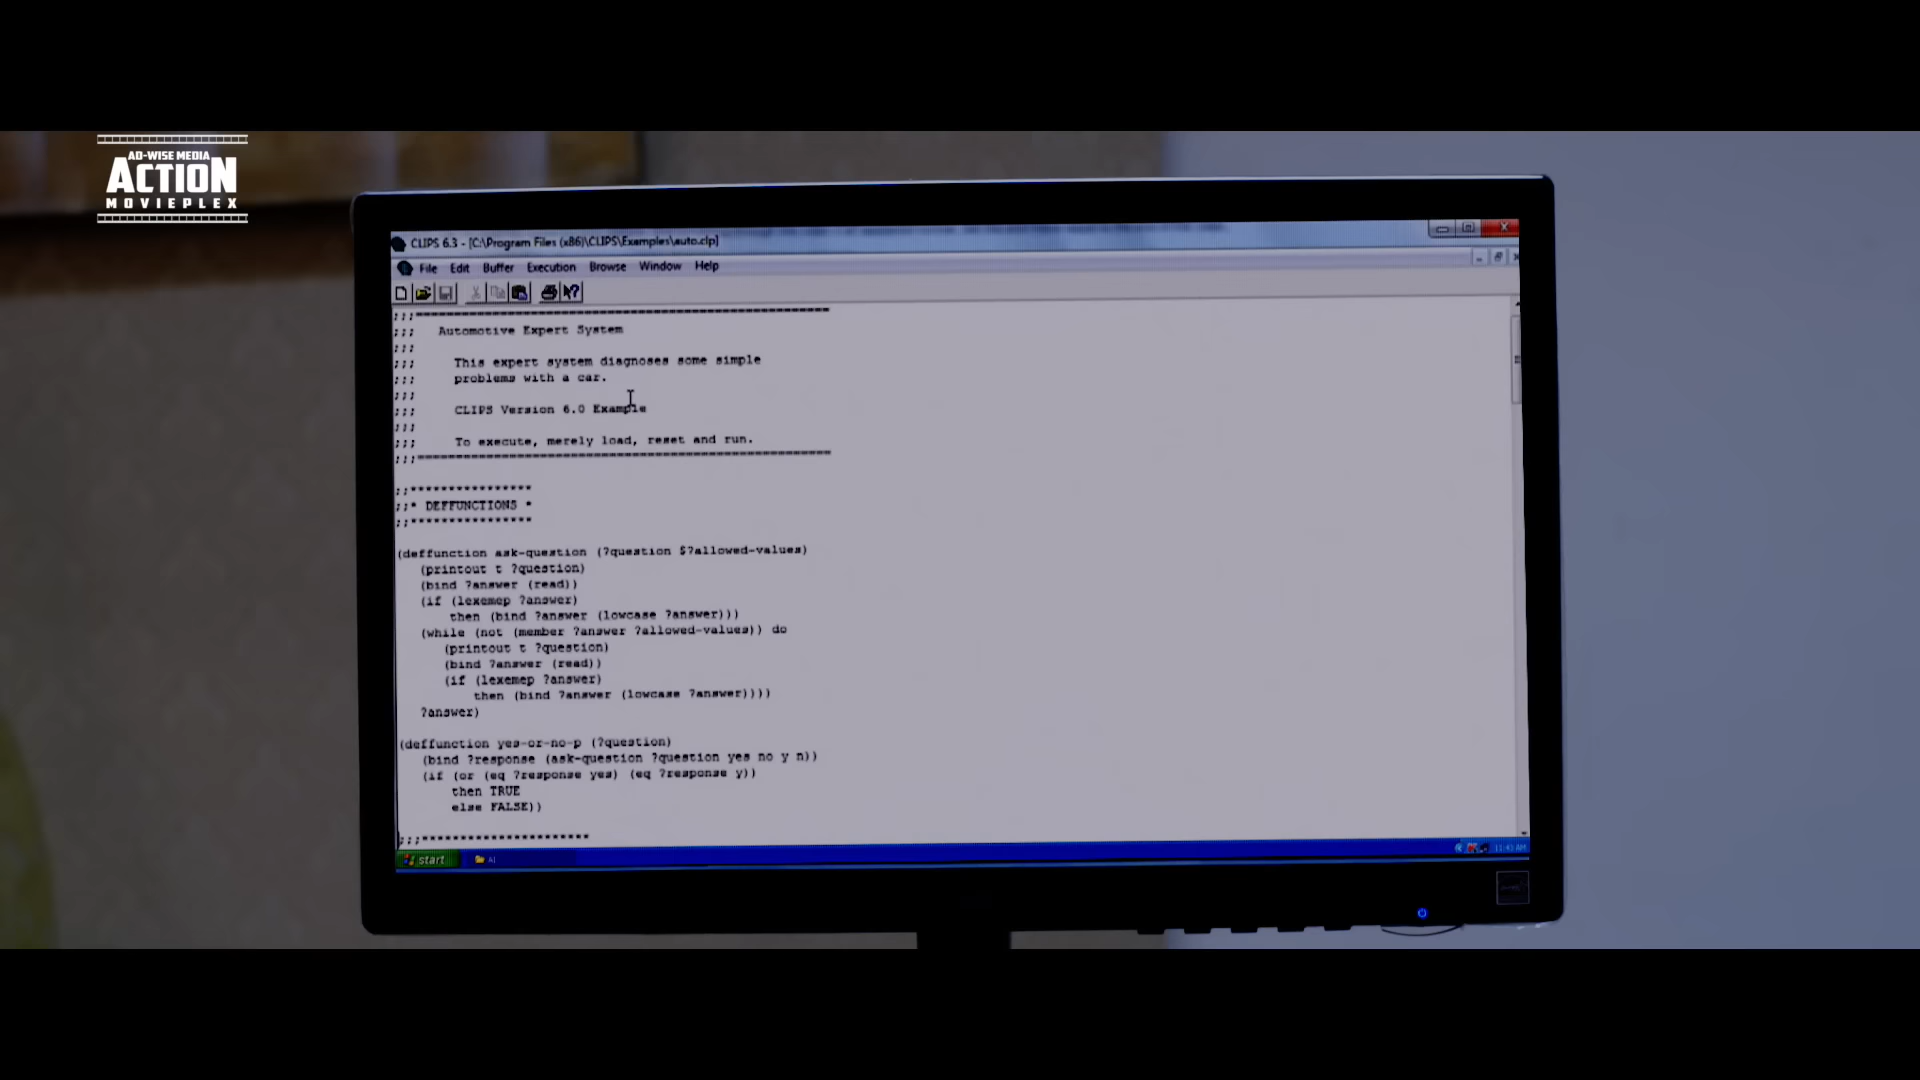 AD-WISE MEDIA
ACTION
MOVIEPLEX
CLIPS 6.3 - [C:\Program Files (x86)\CLIPS\Examples\auto.clp]
File Edit Buffer Execution Browse Window Help
;;;======================================================
;;;   Automotive Expert System
;;;
;;;     This expert system diagnoses some simple
;;;     problems with a car.
;;;
;;;     CLIPS Version 6.0 Example
;;;
;;;     To execute, merely load, reset and run.
;;;======================================================
;;****************
;;* DEFFUNCTIONS *
;;****************
(deffunction ask-question (?question $?allowed-values)
(printout t ?question)
(bind ?answer (read))
(if (lexemep ?answer)
then (bind ?answer (lowcase ?answer)))
(while (not (member ?answer ?allowed-values)) do
(printout t ?question)
(bind ?answer (read))
(if (lexemep ?answer)
then (bind ?answer (lowcase ?answer))))
?answer)
(deffunction yes-or-no-p (?question)
(bind ?response (ask-question ?question yes no y n))
(if (or (eq ?response yes) (eq ?response y))
then TRUE
else FALSE))
;;;**********************
start AI 11:43 AM